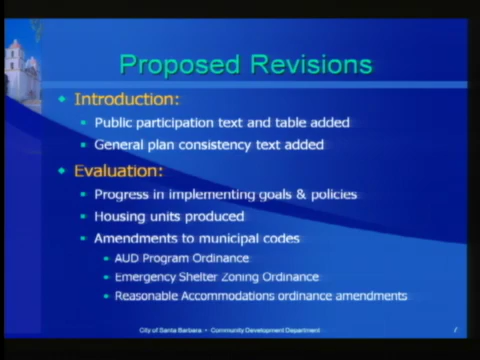 Proposed Revisions
Introduction:
Public participation text and table added
General plan consistency text added
Evaluation:
Progress in implementing goals & policies
Housing units produced
Amendments to municipal codes
AUD Program Ordinance
Emergency Shelter Zoning Ordinance
Reasonable Accommodations ordinance amendments
City of Santa Barbara • Community Development Department
7